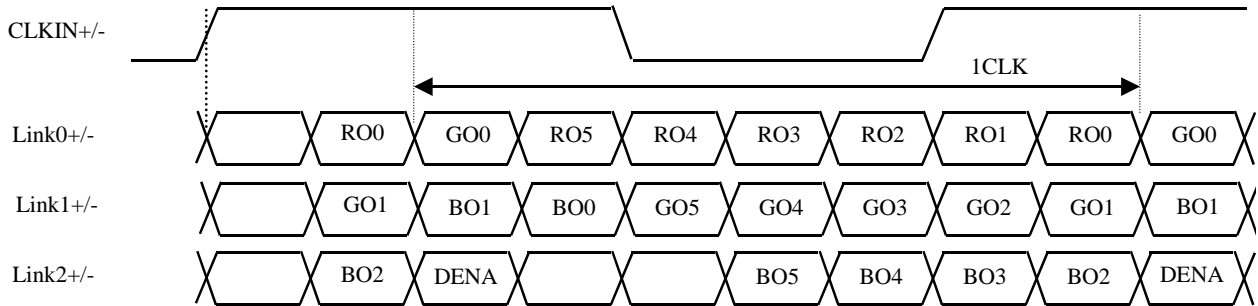 CLKIN+/-
1CLK
Link0+/- RO0 GO0 RO5 RO4 RO3 RO2 RO1 RO0 GO0
Link1+/- GO1 BO1 BO0 GO5 GO4 GO3 GO2 GO1 BO1
Link2+/- BO2 DENA BO5 BO4 BO3 BO2 DENA